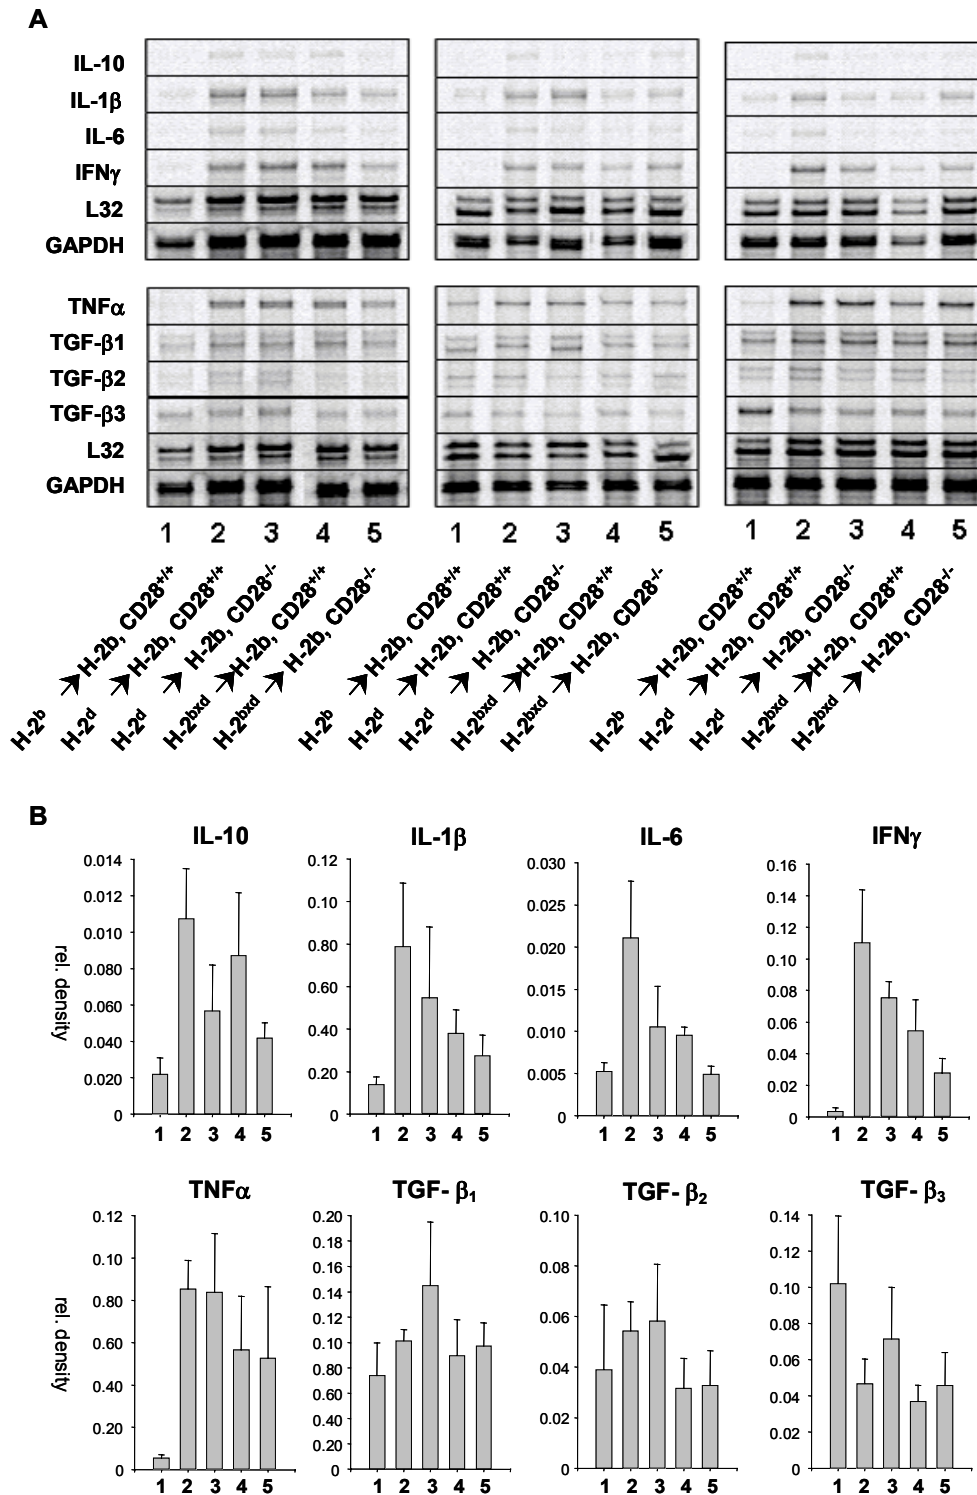 A
IL-10
IL-1β
IL-6
IFNγ
L32
GAPDH
TNFα
TGF-β1
TGF-β2
TGF-β3
L32
GAPDH
1 2 3 4 5 1 2 3 4 5 1 2 3 4 5
H-2b → H-2b, CD28+/+
H-2d → H-2b, CD28+/+
H-2d → H-2b, CD28-/-
H-2bxd → H-2b, CD28+/+
H-2bxd → H-2b, CD28-/-
H-2b → H-2b, CD28+/+
H-2d → H-2b, CD28+/+
H-2d → H-2b, CD28-/-
H-2bxd → H-2b, CD28+/+
H-2bxd → H-2b, CD28-/-
H-2b → H-2b, CD28+/+
H-2d → H-2b, CD28+/+
H-2d → H-2b, CD28-/-
H-2bxd → H-2b, CD28+/+
H-2bxd → H-2b, CD28-/-
B
IL-10
rel. density
0.014
0.012
0.010
0.080
0.060
0.040
0.020
0
1 2 3 4 5
IL-1β
0.12
0.10
0.80
0.60
0.40
0.20
0
1 2 3 4 5
IL-6
0.030
0.025
0.020
0.015
0.010
0.005
0
1 2 3 4 5
IFNγ
0.16
0.14
0.12
0.10
0.08
0.06
0.04
0.02
0
1 2 3 4 5
TNFα
rel. density
0.12
0.10
0.80
0.60
0.40
0.20
0
1 2 3 4 5
TGF- β1
0.20
0.18
0.16
0.14
0.12
0.10
0.80
0.60
0.40
0.20
0
1 2 3 4 5
TGF- β2
0.10
0.08
0.06
0.04
0.02
0
1 2 3 4 5
TGF- β3
0.14
0.12
0.10
0.08
0.06
0.04
0.02
0
1 2 3 4 5